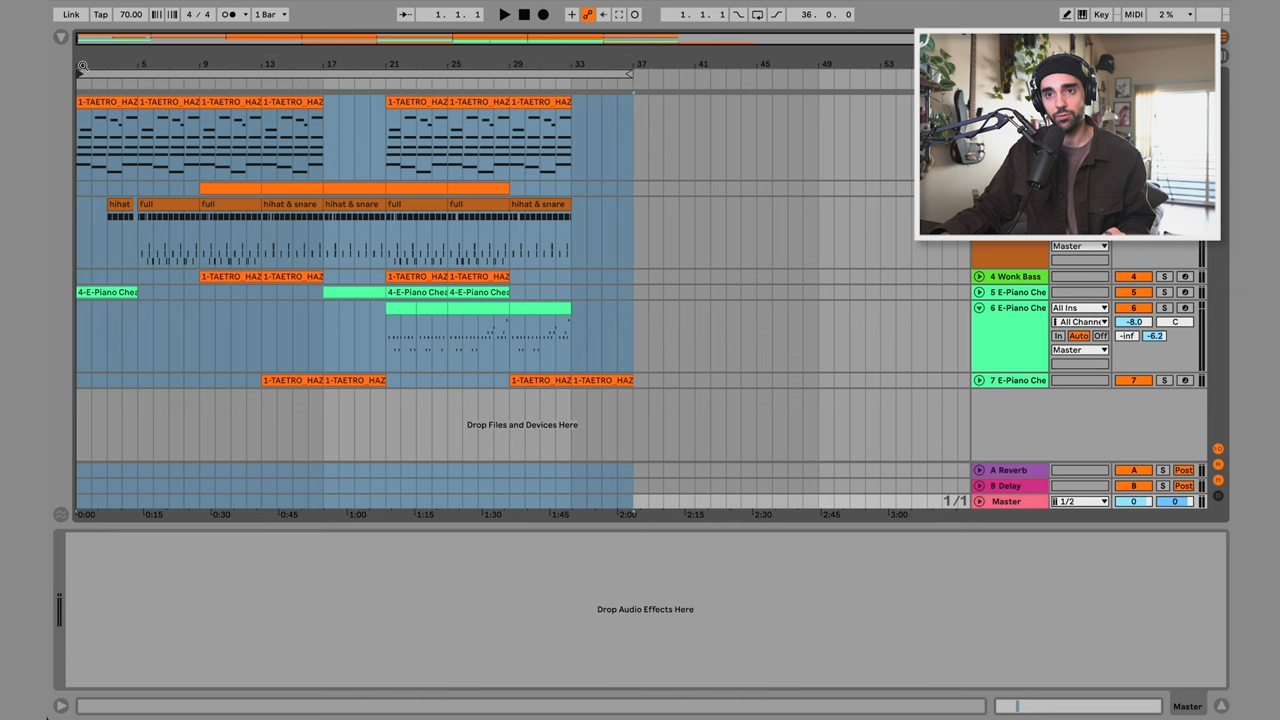 Link Tap 70.00 4 / 4 1 Bar 1. 1. 1 1. 1. 1 36. 0. 0 Key MIDI 2 %
0 5 9 13 17 21 25 29 33 37 41 45 49 53
1-TAETRO_HAZ 1-TAETRO_HAZ 1-TAETRO_HAZ 1-TAETRO_HAZ 1-TAETRO_HAZ 1-TAETRO_HAZ 1-TAETRO_HAZ
hihat full full hihat & snare hihat & snare full full hihat & snare
Master
1-TAETRO_HAZ 1-TAETRO_HAZ 1-TAETRO_HAZ 1-TAETRO_HAZ 4 Wonk Bass 4 S
4-E-Piano Chea 4-E-Piano Chea 4-E-Piano Chea 5 E-Piano Che 5 S
6 E-Piano Che All Ins 6 S
All Channe -8.0 C
In Auto Off -inf -6.2
Master
1-TAETRO_HAZ 1-TAETRO_HAZ 1-TAETRO_HAZ 1-TAETRO_HAZ 7 E-Piano Che 7 S
Drop Files and Devices Here
A Reverb A S Post
B Delay B S Post
1/1 Master 1/2 0 0
0:00 0:15 0:30 0:45 1:00 1:15 1:30 1:45 2:00 2:15 2:30 2:45 3:00
Drop Audio Effects Here
Master